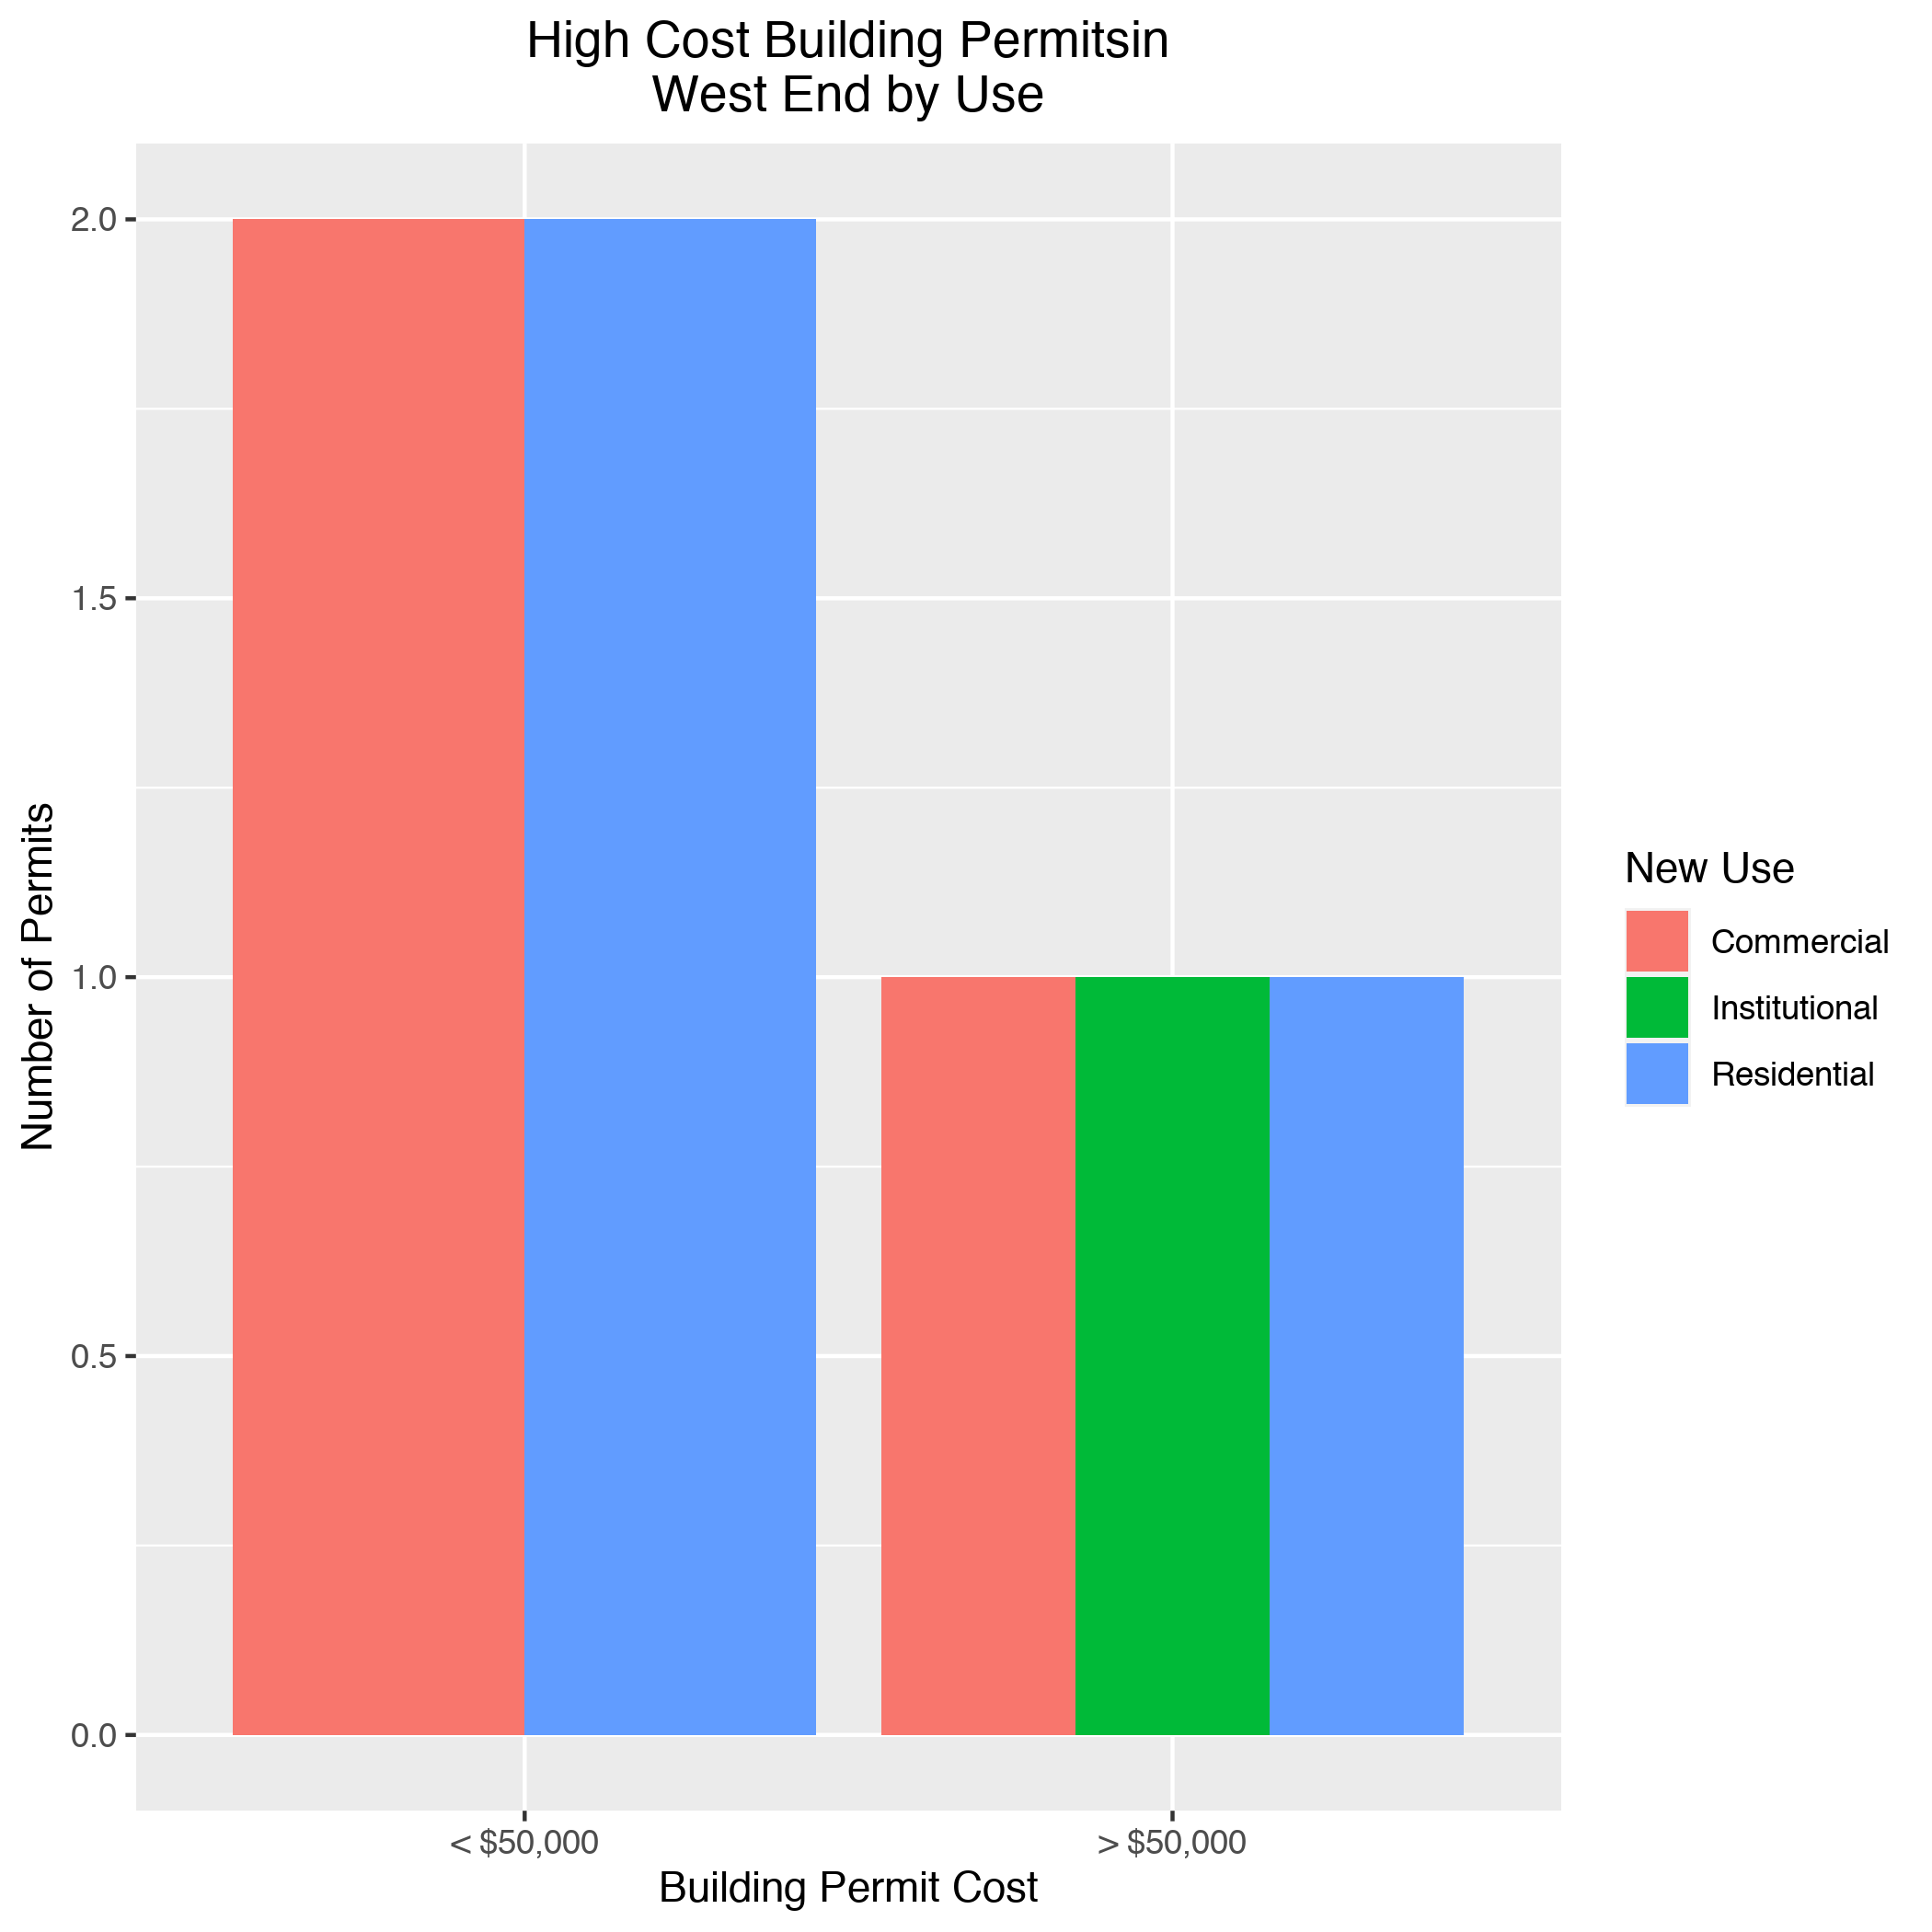 High Cost Building Permitsin
West End by Use
2.0
1.5
1.0
0.5
0.0
Number of Permits
< $50,000
> $50,000
Building Permit Cost
New Use
Commercial
Institutional
Residential